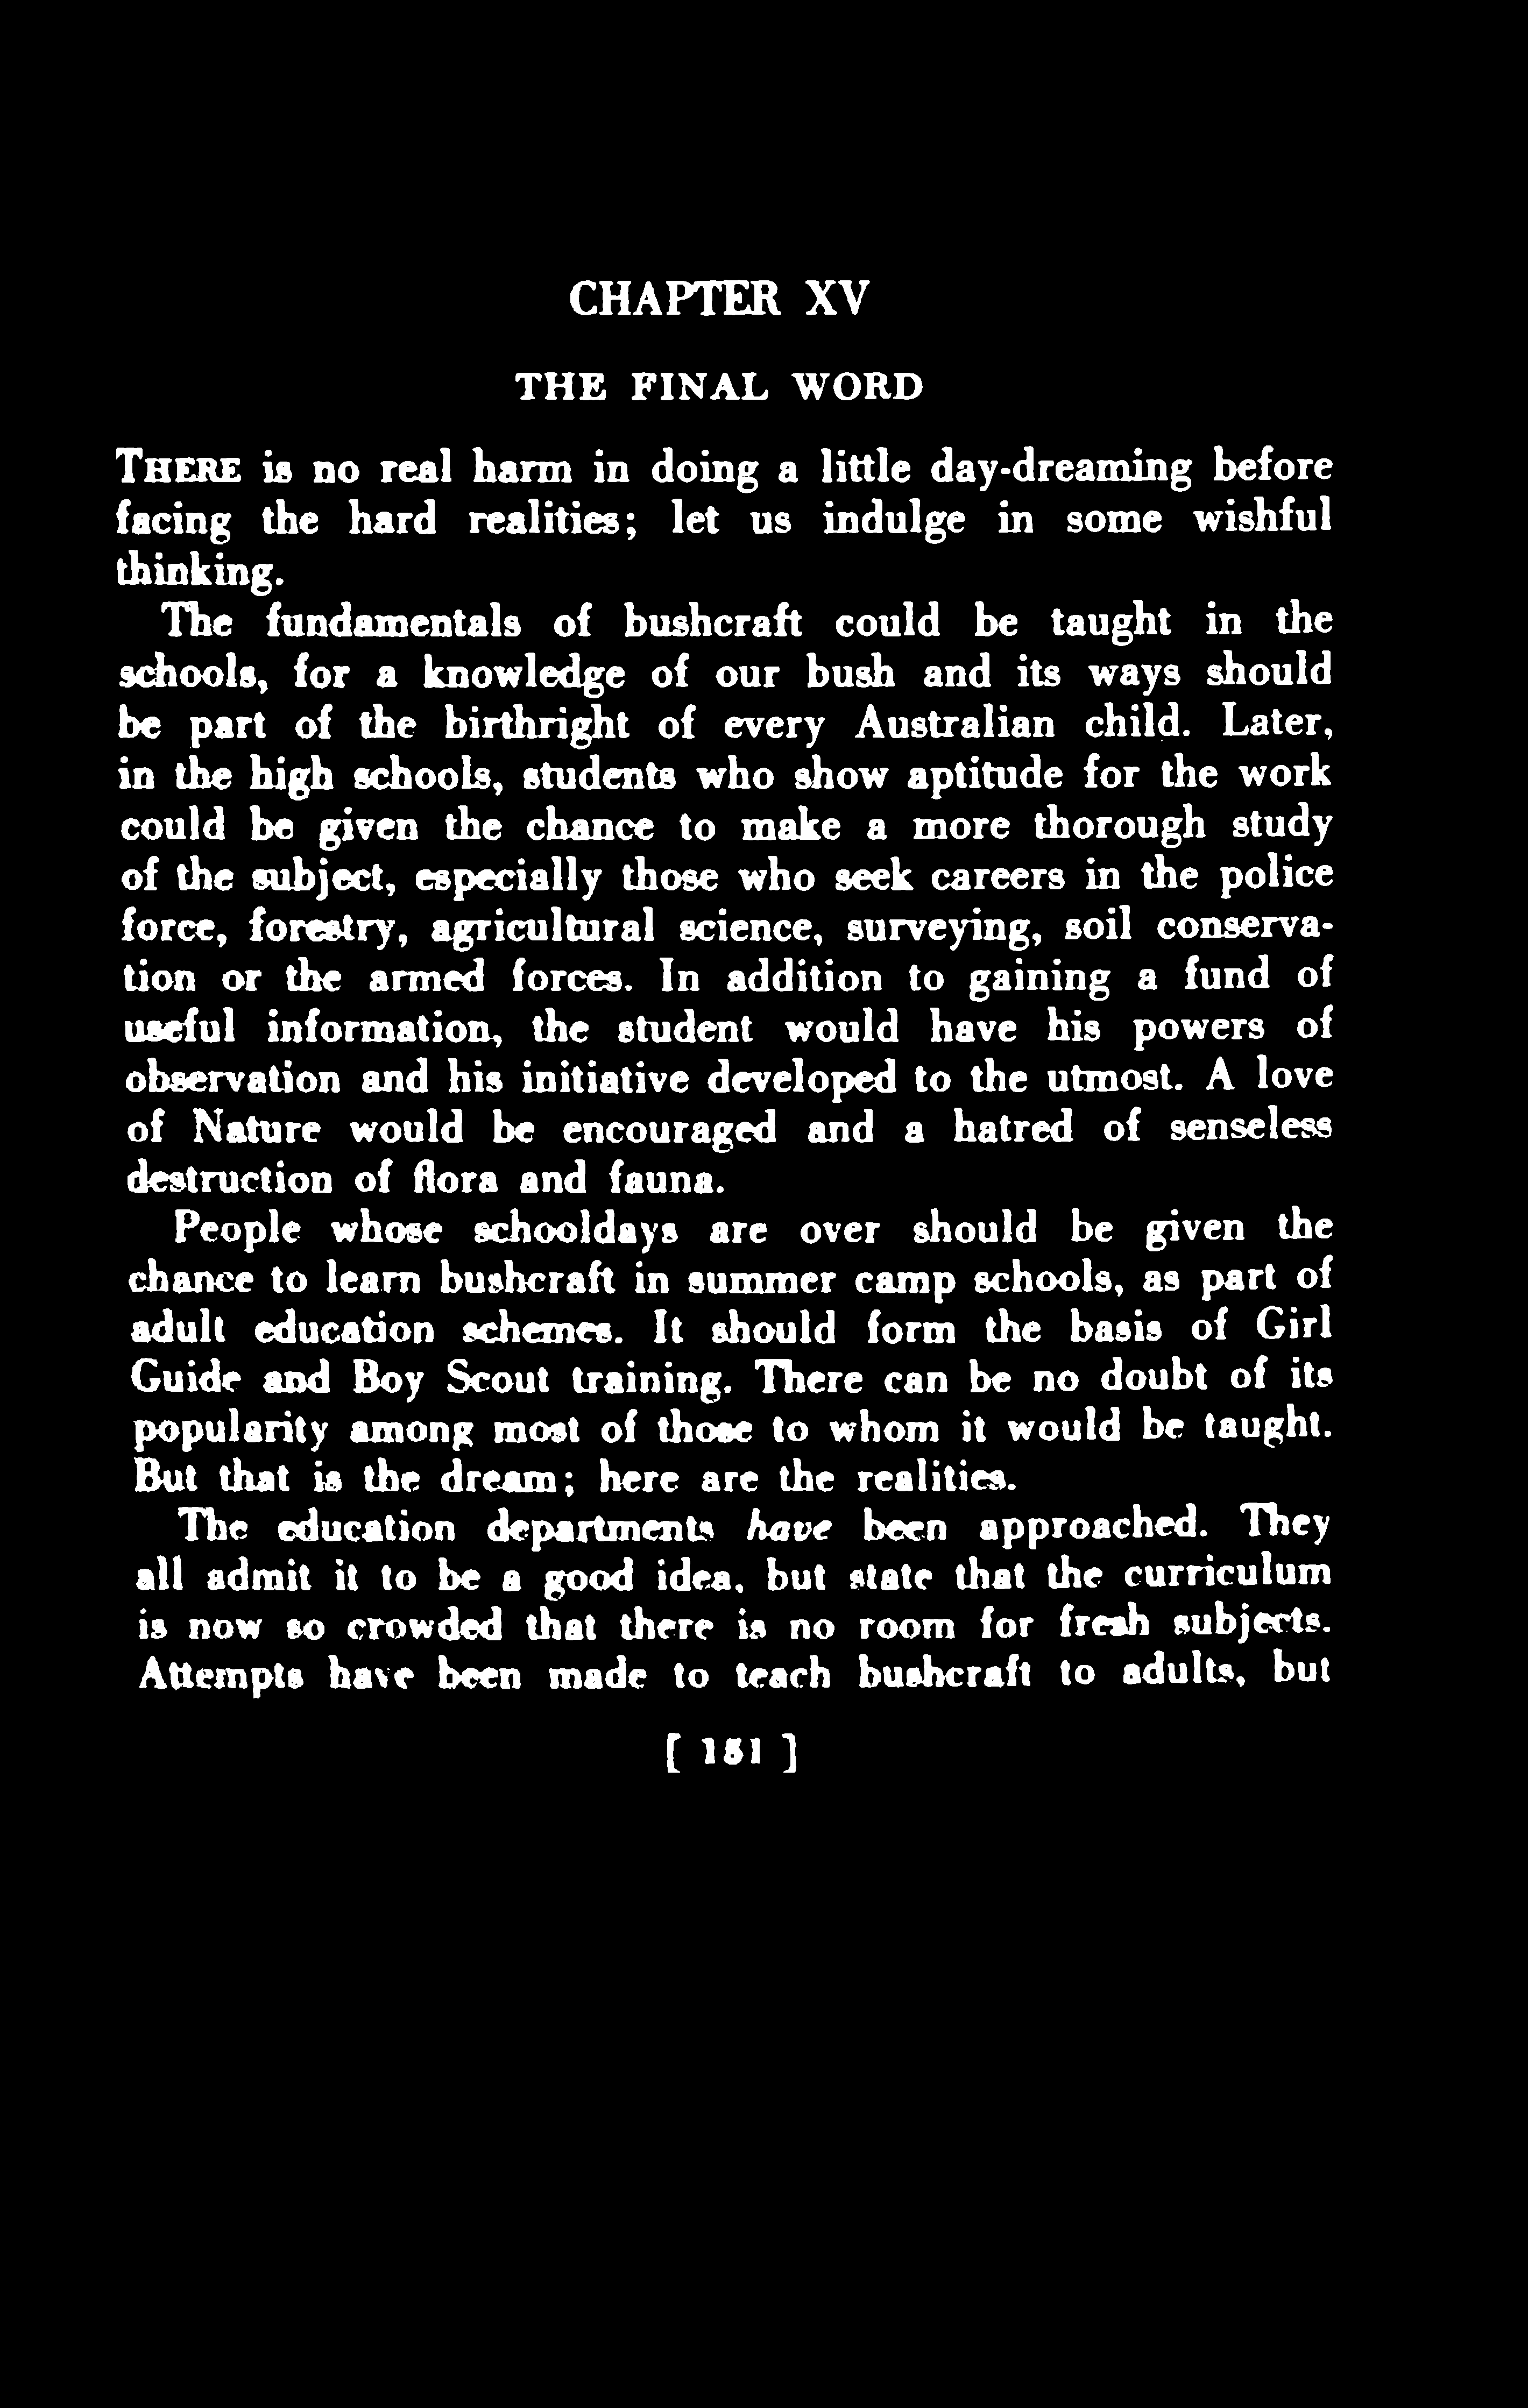 CHAPTER XV
THE FINAL WORD
THERE is no real harm in doing a little day-dreaming before
facing the hard realities; let us indulge in some wishful
thinking.
The fundamentals of bushcraft could be taught in the
schools, for a knowledge of our bush and its ways should
be part of the birthright of every Australian child. Later,
in the high schools, students who show aptitude for the work
could be given the chance to make a more thorough study
of the subject, especially those who seek careers in the police
force, forestry, agricultural science, surveying, soil conserva-
tion or the armed forces. In addition to gaining a fund of
useful information, the student would have his powers of
observation and his initiative developed to the utmost. A love
of Nature would be encouraged and a hatred of senseless
destruction of flora and fauna.
People whose schooldays are over should be given the
chance to learn bushcraft in summer camp schools, as part of
adult education schemes. It should form the basis of Girl
Guide and Boy Scout training. There can be no doubt of its
popularity among most of those to whom it would be taught.
But that is the dream; here are the realities.
The education departments have been approached. They
all admit it to be a good idea, but state that the curriculum
is now so crowded that there is no room for fresh subjects.
Attempts have been made to teach bushcraft to adults, but